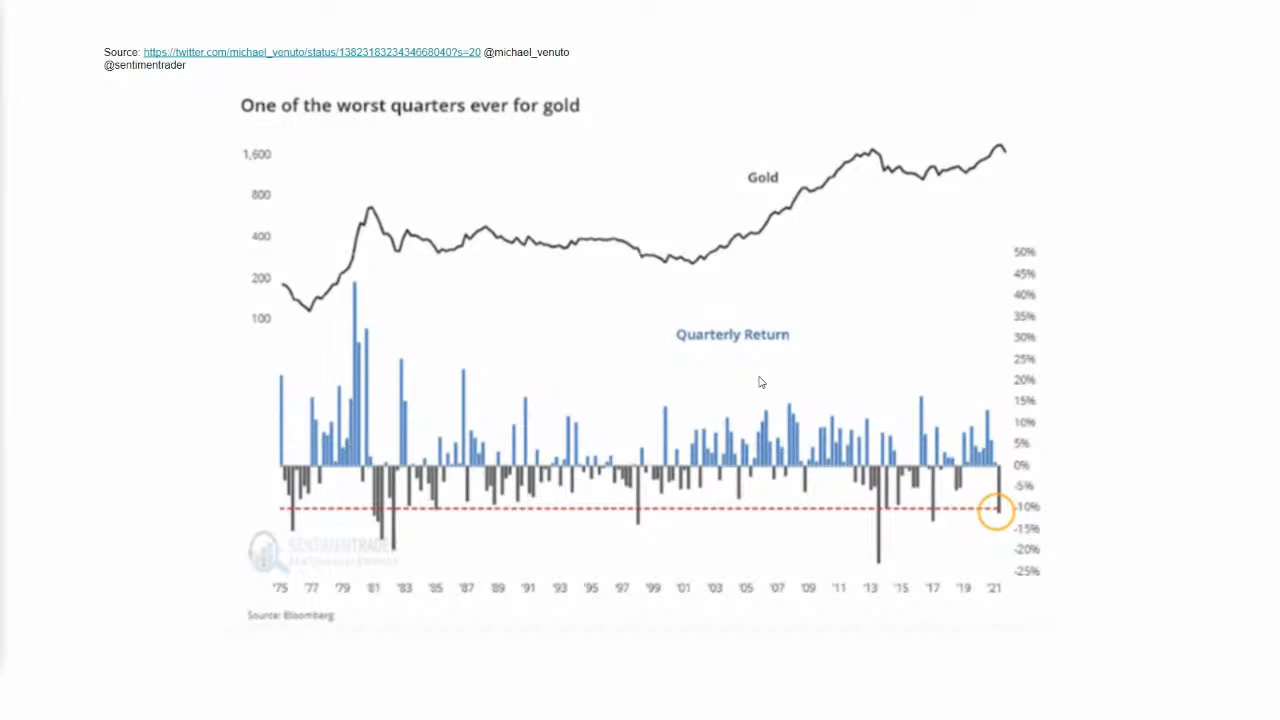 Source: https://twitter.com/michael_venuto/status/1382318323434668040?s=20 @michael_venuto
@sentimentrader
One of the worst quarters ever for gold
1,600
Gold
800
400
50%
45%
200
40%
35%
100
Quarterly Return
30%
25%
20%
15%
10%
5%
0%
-5%
-10%
-15%
SENTIMENTRADER
-20%
-25%
'75 '77 '79 '81 '83 '85 '87 '89 '91 '93 '95 '97 '99 '01 '03 '05 '07 '09 '11 '13 '15 '17 '19 '21
Source: Bloomberg